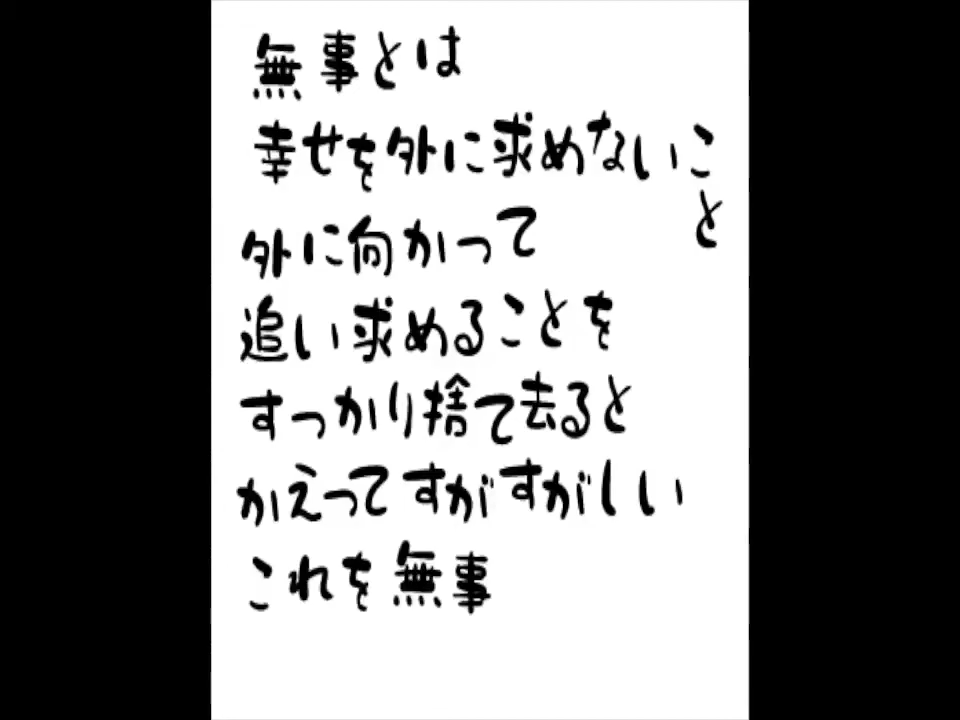 無事とは
幸せを外に求めないこと
外に向かって
追い求めることを
すっかり捨て去ると
かえってすがすがしい
これを無事